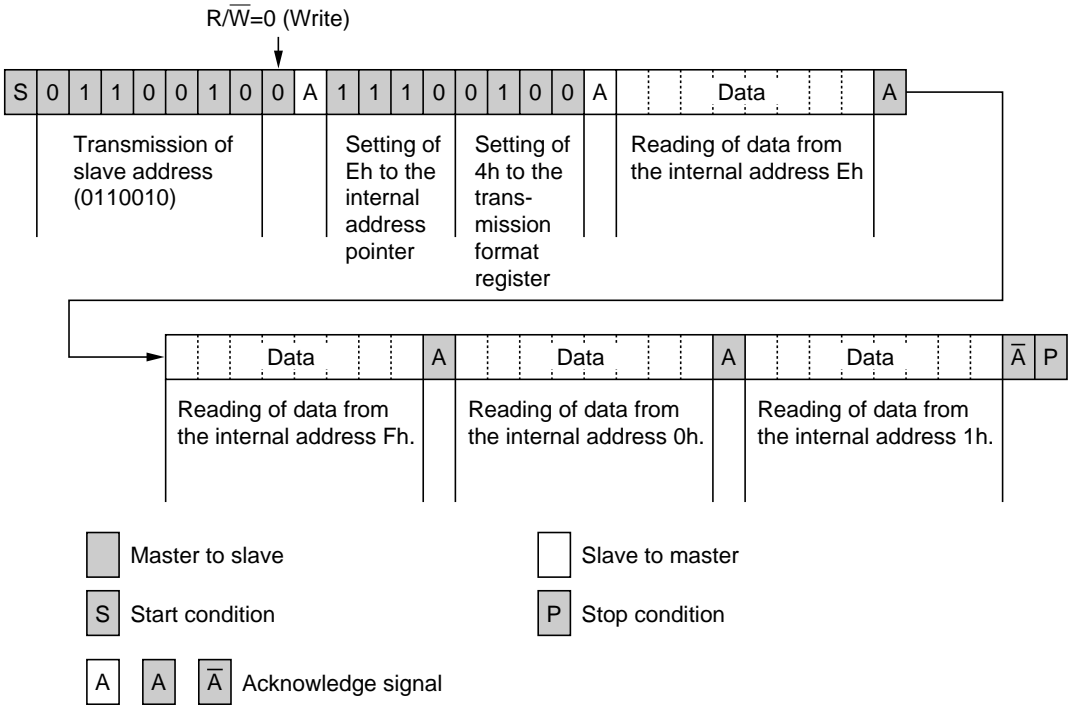 R/W̅=0 (Write)
S 0 1 1 0 0 1 0 0 A 1 1 1 0 0 1 0 0 A Data A
Transmission of
slave address
(0110010)
Setting of
Eh to the
internal
address
pointer
Setting of
4h to the
trans-
mission
format
register
Reading of data from
the internal address Eh
Data A Data A Data A̅ P
Reading of data from
the internal address Fh.
Reading of data from
the internal address 0h.
Reading of data from
the internal address 1h.
Master to slave
Slave to master
S Start condition
P Stop condition
A A A̅ Acknowledge signal